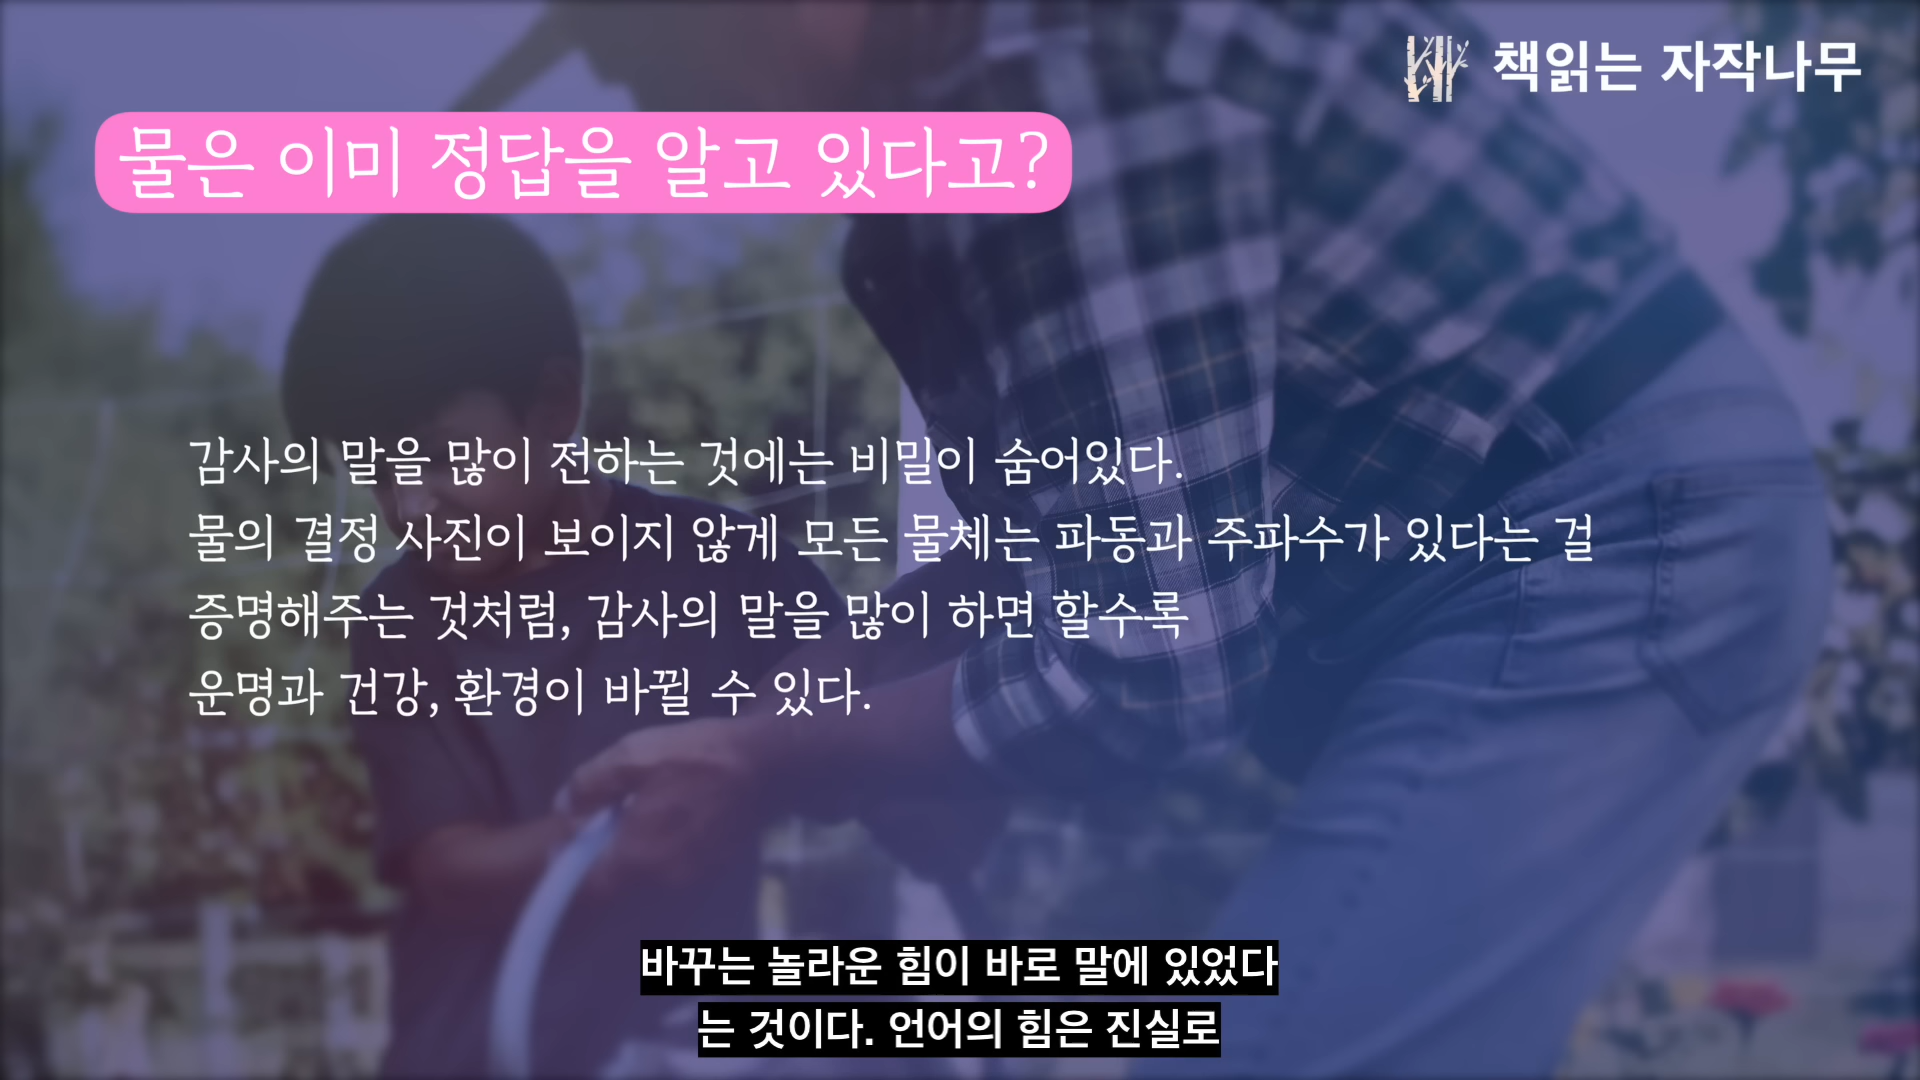 책읽는 자작나무
물은 이미 정답을 알고 있다고?
감사의 말을 많이 전하는 것에는 비밀이 숨어있다.
물의 결정 사진이 보이지 않게 모든 물체는 파동과 주파수가 있다는 걸
증명해주는 것처럼, 감사의 말을 많이 하면 할수록
운명과 건강, 환경이 바뀔 수 있다.
바꾸는 놀라운 힘이 바로 말에 있었다
는 것이다. 언어의 힘은 진실로